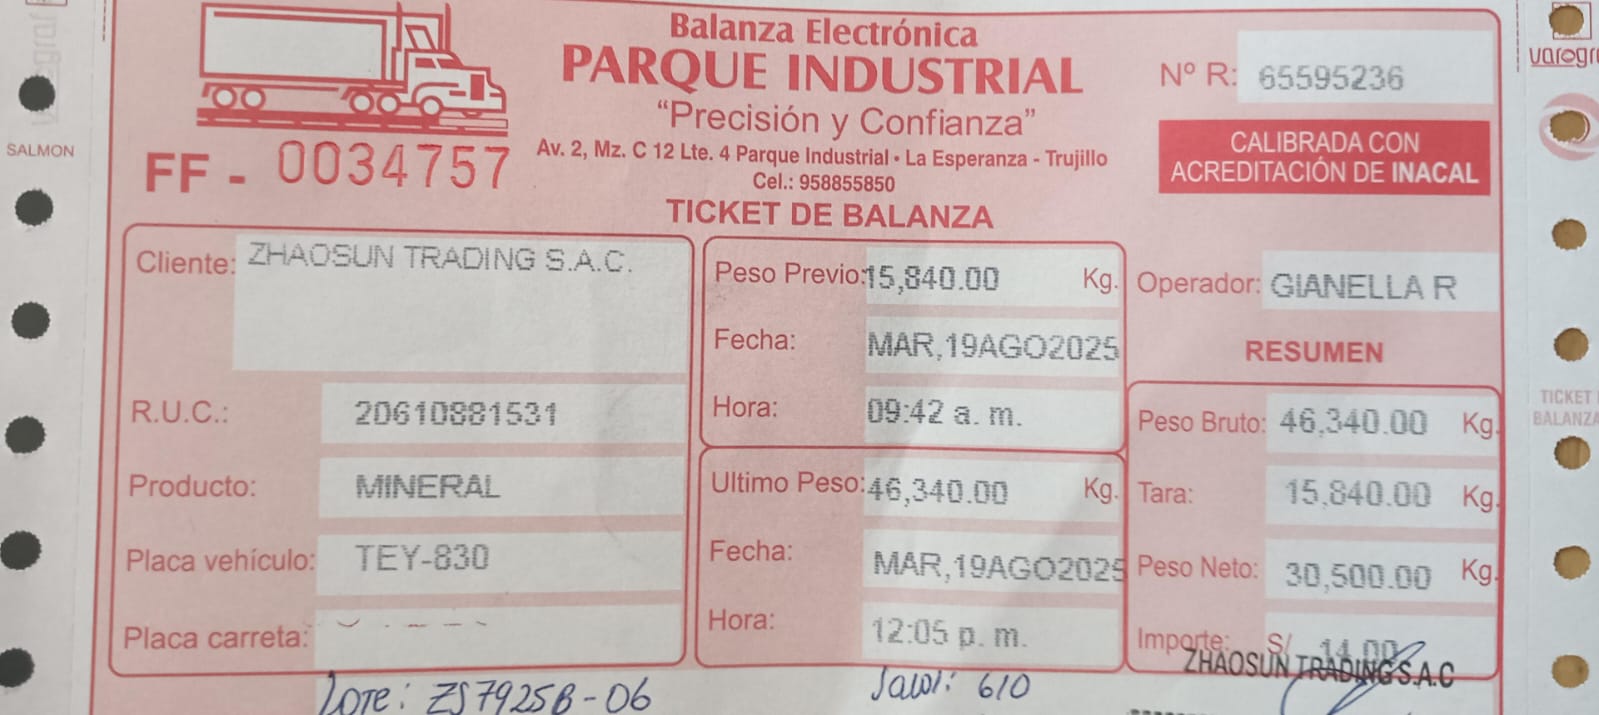 Balanza Electrónica
PARQUE INDUSTRIAL
"Precisión y Confianza"
Av. 2, Mz. C 12 Lte. 4 Parque Industrial • La Esperanza - Trujillo
Cel.: 958855850
Nº R: 65595236
CALIBRADA CON
ACREDITACIÓN DE INACAL
SALMON
FF - 0034757
TICKET DE BALANZA
Cliente: ZHAOSUN TRADING S.A.C.
R.U.C.: 20610881531
Producto: MINERAL
Placa vehículo: TEY-830
Placa carreta:
Peso Previo: 15,840.00 Kg.
Fecha: MAR,19AGO2025
Hora: 09:42 a. m.
Ultimo Peso: 46,340.00 Kg.
Fecha: MAR,19AGO2025
Hora: 12:05 p. m.
Operador: GIANELLA R
RESUMEN
Peso Bruto: 46,340.00 Kg.
Tara: 15,840.00 Kg.
Peso Neto: 30,500.00 Kg.
Importe: S/ 14.00
ZHAOSUN TRADING S.A.C
TICKET
BALANZA
Lote: ZS7925B-06
610